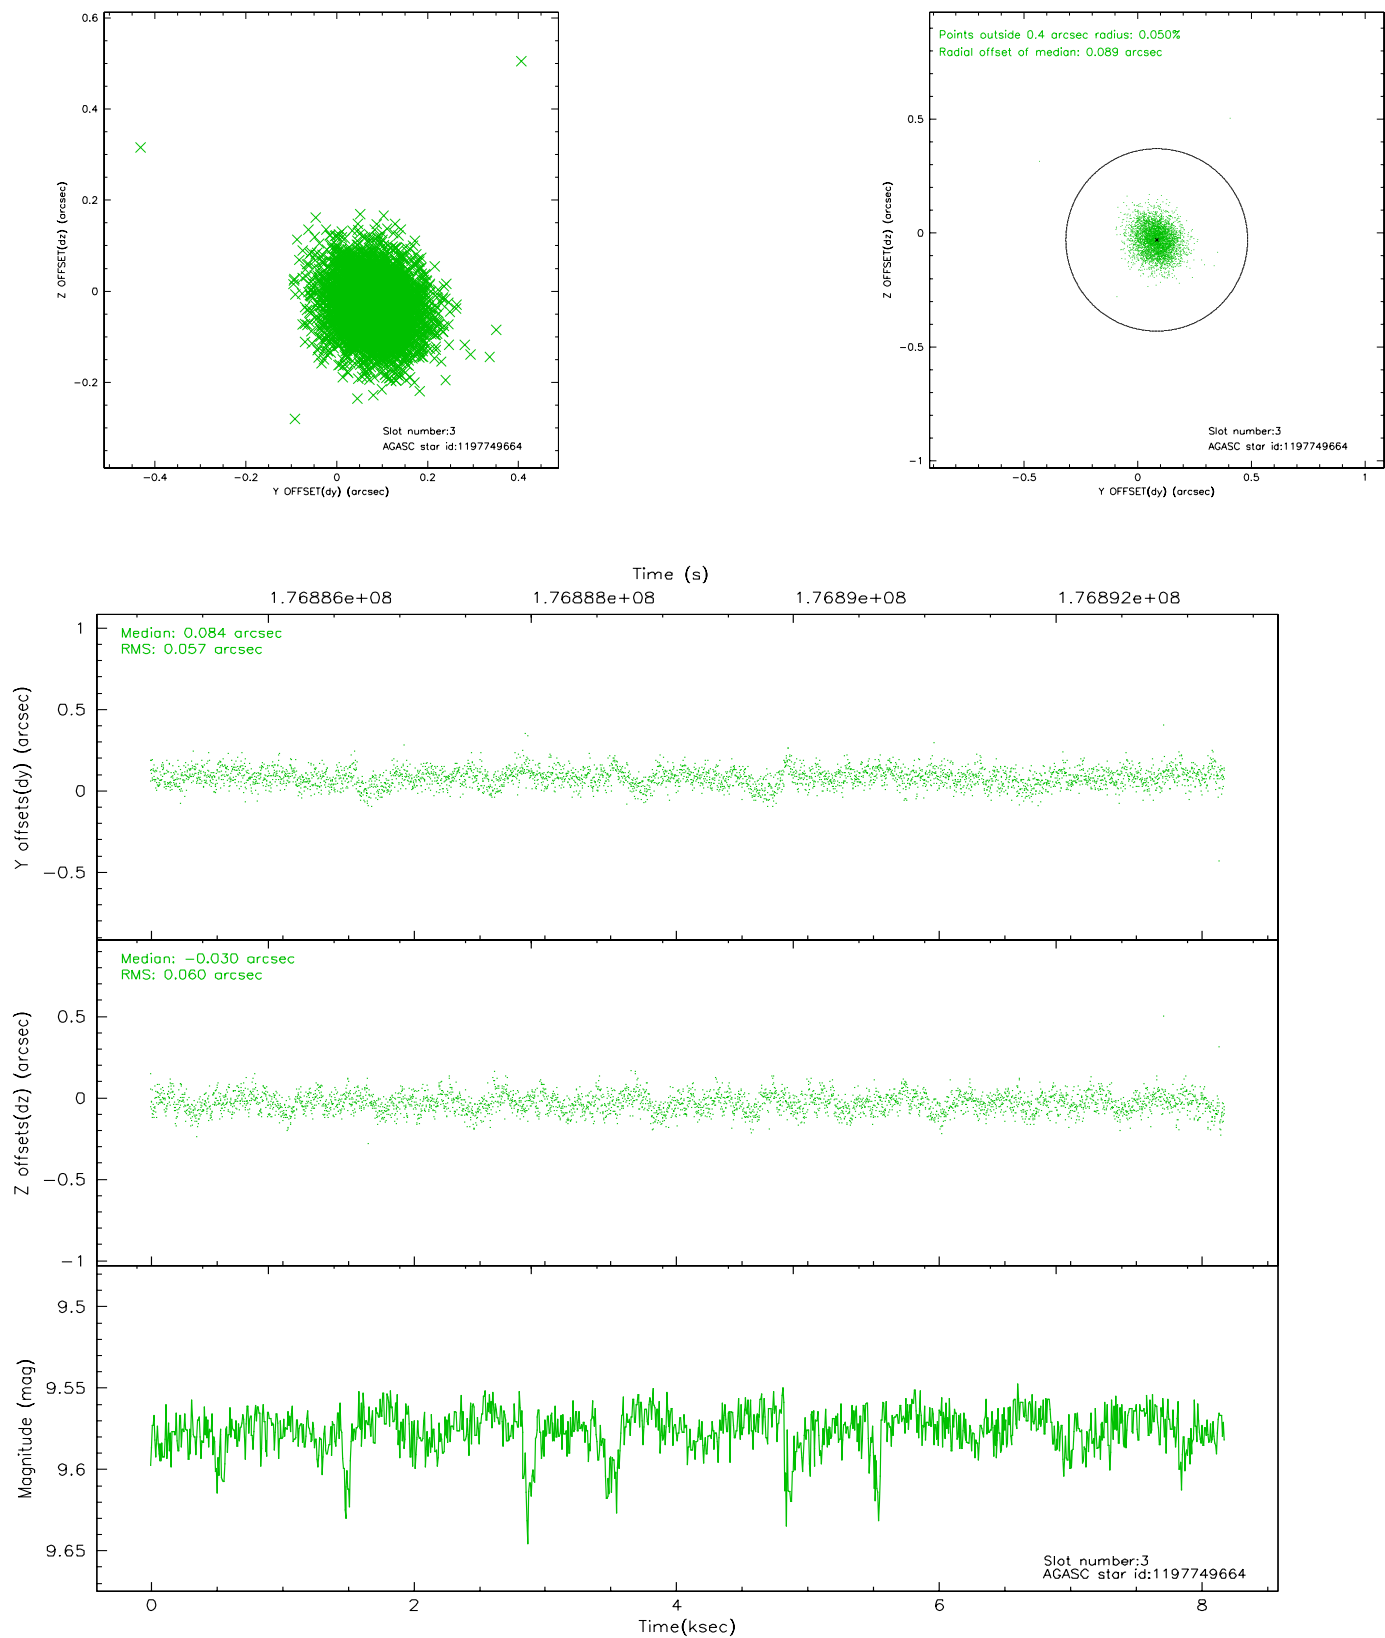 0.6
0.4
0.2
0
−0.2
−0.4
−0.2
0
0.2
0.4
Z OFFSET(dz) (arcsec)
Y OFFSET(dy) (arcsec)
Slot number:3
AGASC star id:1197749664
Points outside 0.4 arcsec radius: 0.050%
Radial offset of median: 0.089 arcsec
0.5
0
−0.5
−1
−0.5
0
0.5
1
Z OFFSET(dz) (arcsec)
Y OFFSET(dy) (arcsec)
Slot number:3
AGASC star id:1197749664
Time (s)
1.76886e+08
1.76888e+08
1.7689e+08
1.76892e+08
Median: 0.084 arcsec
RMS: 0.057 arcsec
1
0.5
0
−0.5
Y offsets(dy) (arcsec)
Median: −0.030 arcsec
RMS: 0.060 arcsec
0.5
0
−0.5
−1
Z offsets(dz) (arcsec)
9.5
9.55
9.6
9.65
Magnitude (mag)
Slot number:3
AGASC star id:1197749664
0
2
4
6
8
Time(ksec)